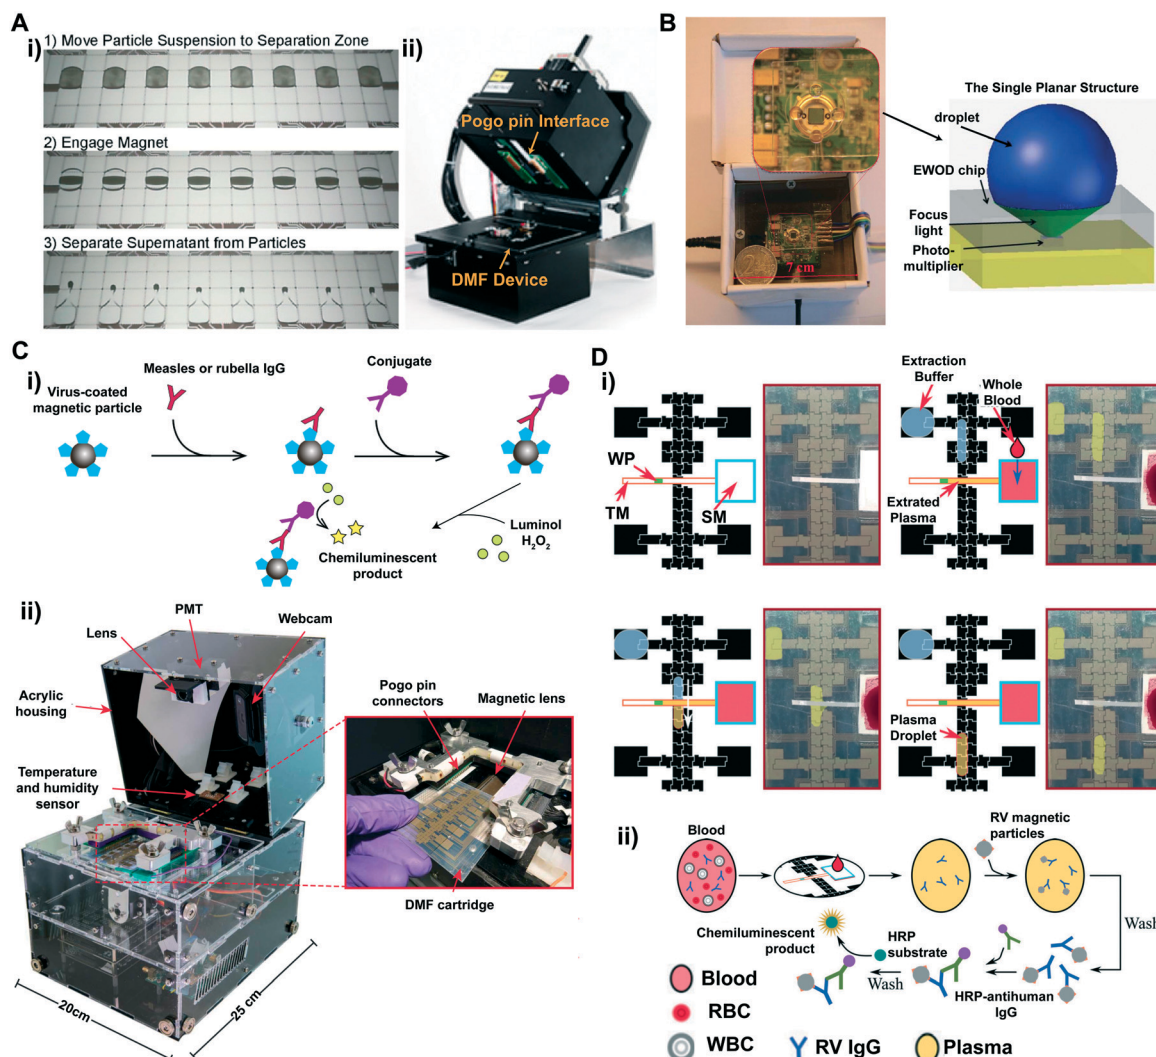 A
i)
1) Move Particle Suspension to Separation Zone
2) Engage Magnet
3) Separate Supernatant from Particles
ii)
Pogo pin Interface
DMF Device
B
7 cm
2
The Single Planar Structure
droplet
EWOD chip
Focus
light
Photo-
multiplier
C
i)
Virus-coated
magnetic particle
Measles or rubella IgG
Conjugate
Luminol
H2O2
Chemiluminescent
product
ii)
PMT
Lens
Webcam
Acrylic
housing
Temperature
and humidity
sensor
Pogo pin
connectors
Magnetic lens
DMF cartridge
20cm
25 cm
D
i)
WP
TM
SM
Extraction
Buffer
Whole
Blood
Extrated
Plasma
Plasma
Droplet
ii)
Blood
RV magnetic
particles
Wash
HRP-antihuman
IgG
Wash
HRP
substrate
Chemiluminescent
product
Blood
RBC
WBC
RV IgG
Plasma